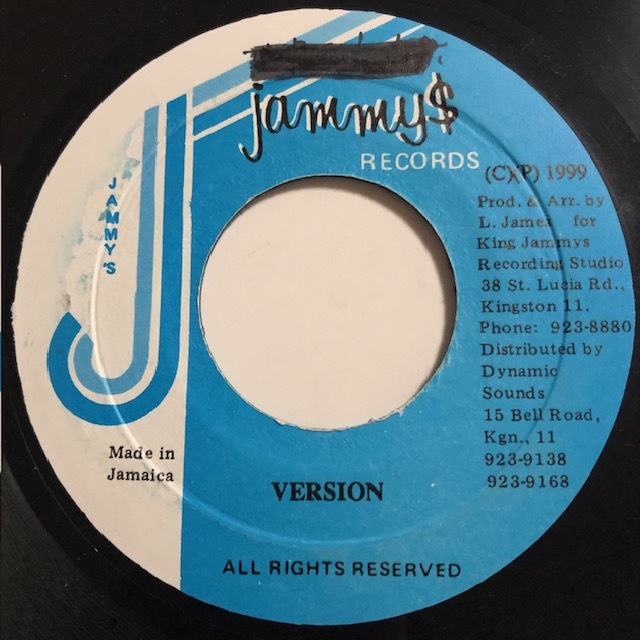 jammy$
RECORDS
JAMMY'S
(C)(P) 1999
Prod. & Arr. by
L. James for
King Jammys
Recording Studio
38 St. Lucia Rd.,
Kingston 11.
Phone: 923-8880
Distributed by
Dynamic
Sounds
15 Bell Road,
Kgn., 11
923-9138
923-9168
Made in
Jamaica
VERSION
ALL RIGHTS RESERVED